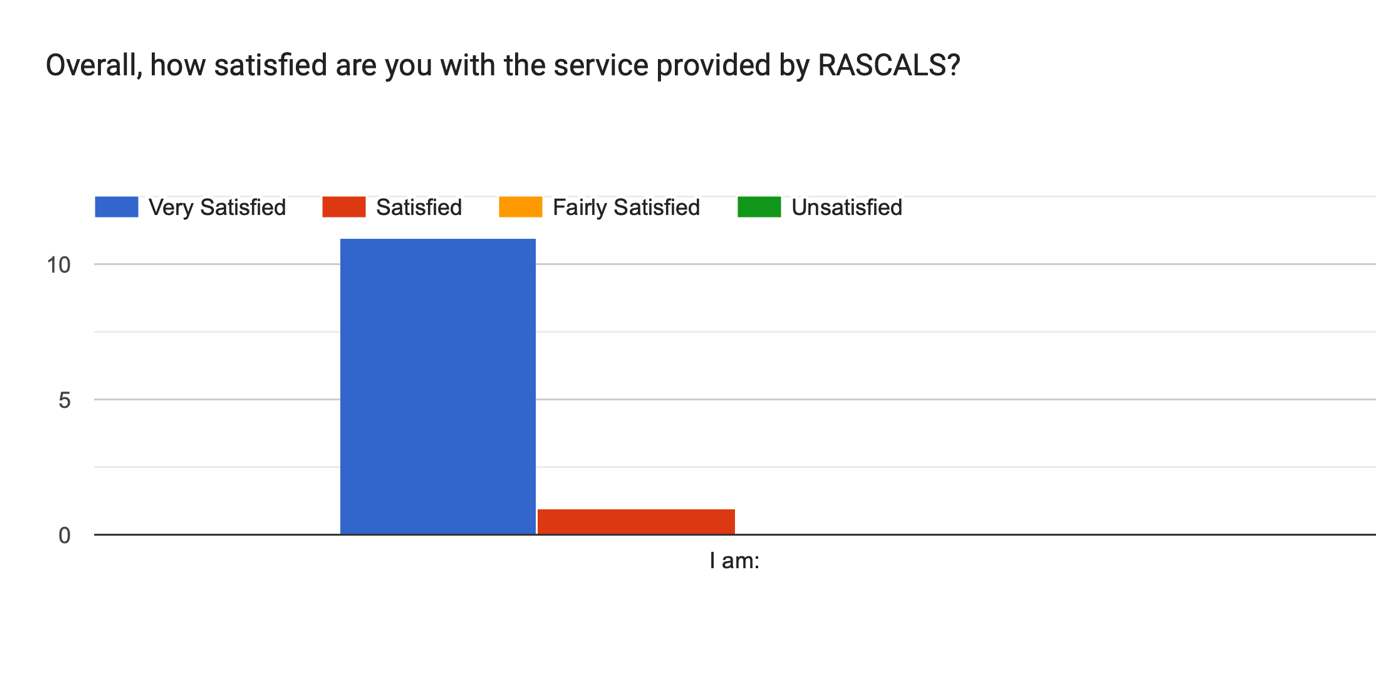 Overall, how satisfied are you with the service provided by RASCALS?
Very Satisfied Satisfied Fairly Satisfied Unsatisfied
10
5
0
I am: